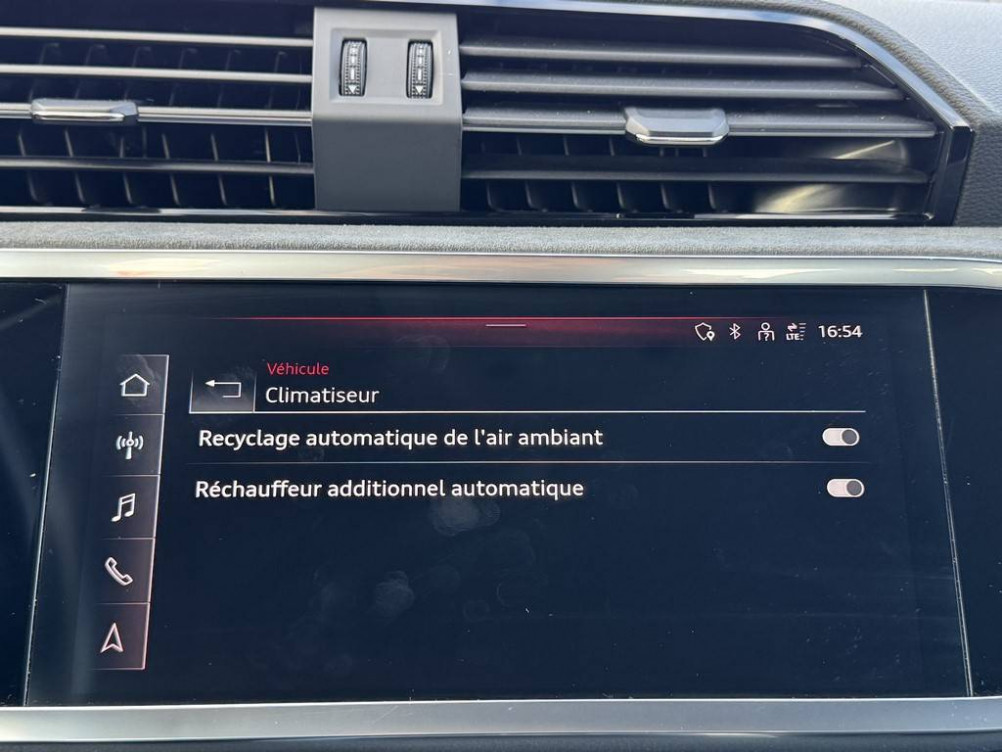 16:54
Véhicule
Climatiseur
Recyclage automatique de l'air ambiant
Réchauffeur additionnel automatique